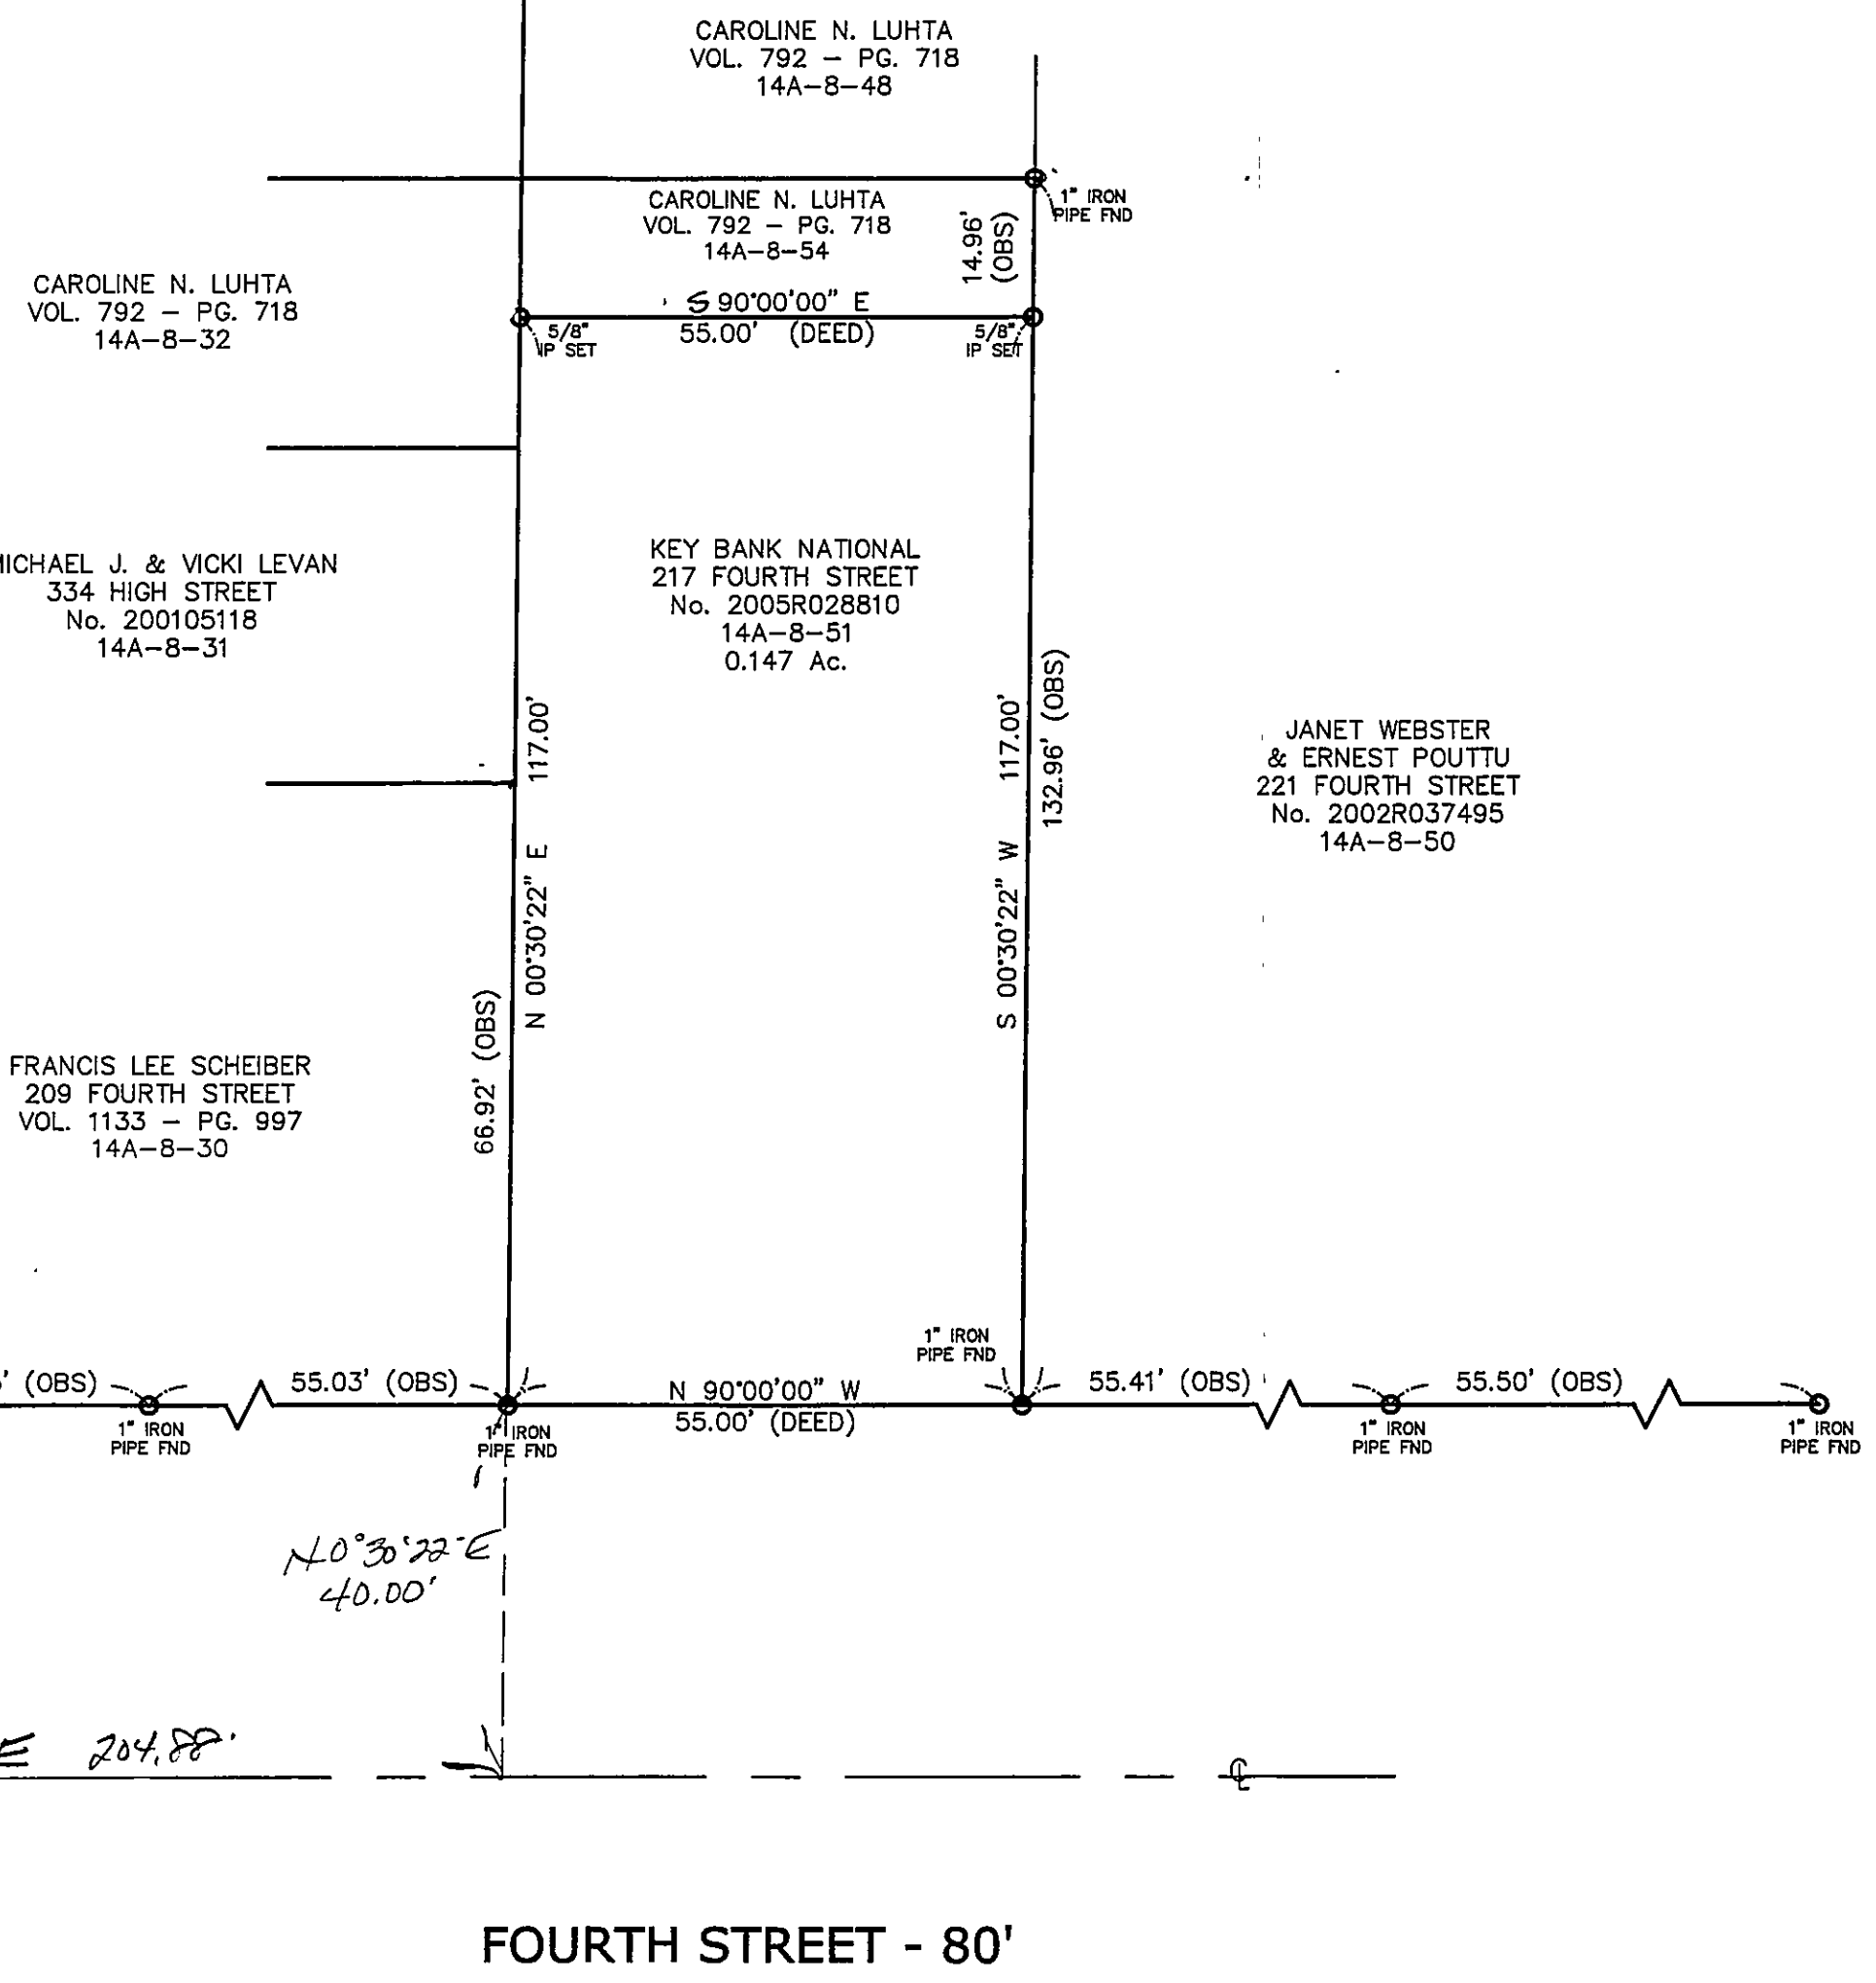 CAROLINE N. LUHTA
VOL. 792 – PG. 718
14A–8–48
1" IRON
PIPE FND
CAROLINE N. LUHTA
VOL. 792 – PG. 718
14A–8–54
14.96'
(OBS)
CAROLINE N. LUHTA
VOL. 792 – PG. 718
14A–8–32
S 90°00'00" E
55.00' (DEED)
5/8"
IP SET
5/8"
IP SET
MICHAEL J. & VICKI LEVAN
334 HIGH STREET
No. 200105118
14A–8–31
KEY BANK NATIONAL
217 FOURTH STREET
No. 2005R028810
14A–8–51
0.147 Ac.
N 00°30'22" E 117.00'
66.92' (OBS)
S 00°30'22" W 117.00'
132.96' (OBS)
JANET WEBSTER
& ERNEST POUTTU
221 FOURTH STREET
No. 2002R037495
14A–8–50
FRANCIS LEE SCHEIBER
209 FOURTH STREET
VOL. 1133 – PG. 997
14A–8–30
' (OBS)
1" IRON
PIPE FND
55.03' (OBS)
1" IRON
PIPE FND
N 90°00'00" W
55.00' (DEED)
1" IRON
PIPE FND
55.41' (OBS)
1" IRON
PIPE FND
55.50' (OBS)
1" IRON
PIPE FND
N0°30'22"E
40.00'
E 204.88'
℄
FOURTH STREET - 80'